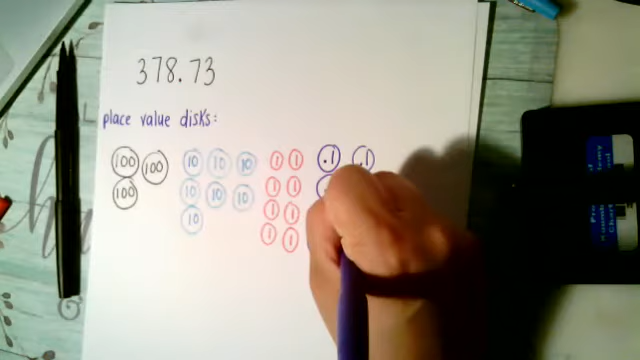 378.73
place value disks:
100 100 10 10 10 1 1 .1 .1
100 10 10 10 1 1
10 1 1
1 1